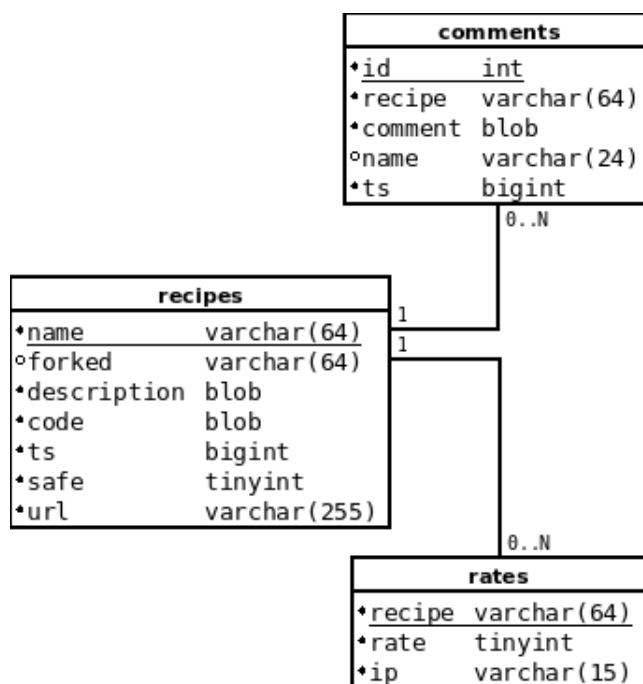 comments
id int
recipe varchar(64)
comment blob
name varchar(24)
ts bigint
0..N
recipes
name varchar(64)
forked varchar(64)
description blob
code blob
ts bigint
safe tinyint
url varchar(255)
1
1
0..N
rates
recipe varchar(64)
rate tinyint
ip varchar(15)